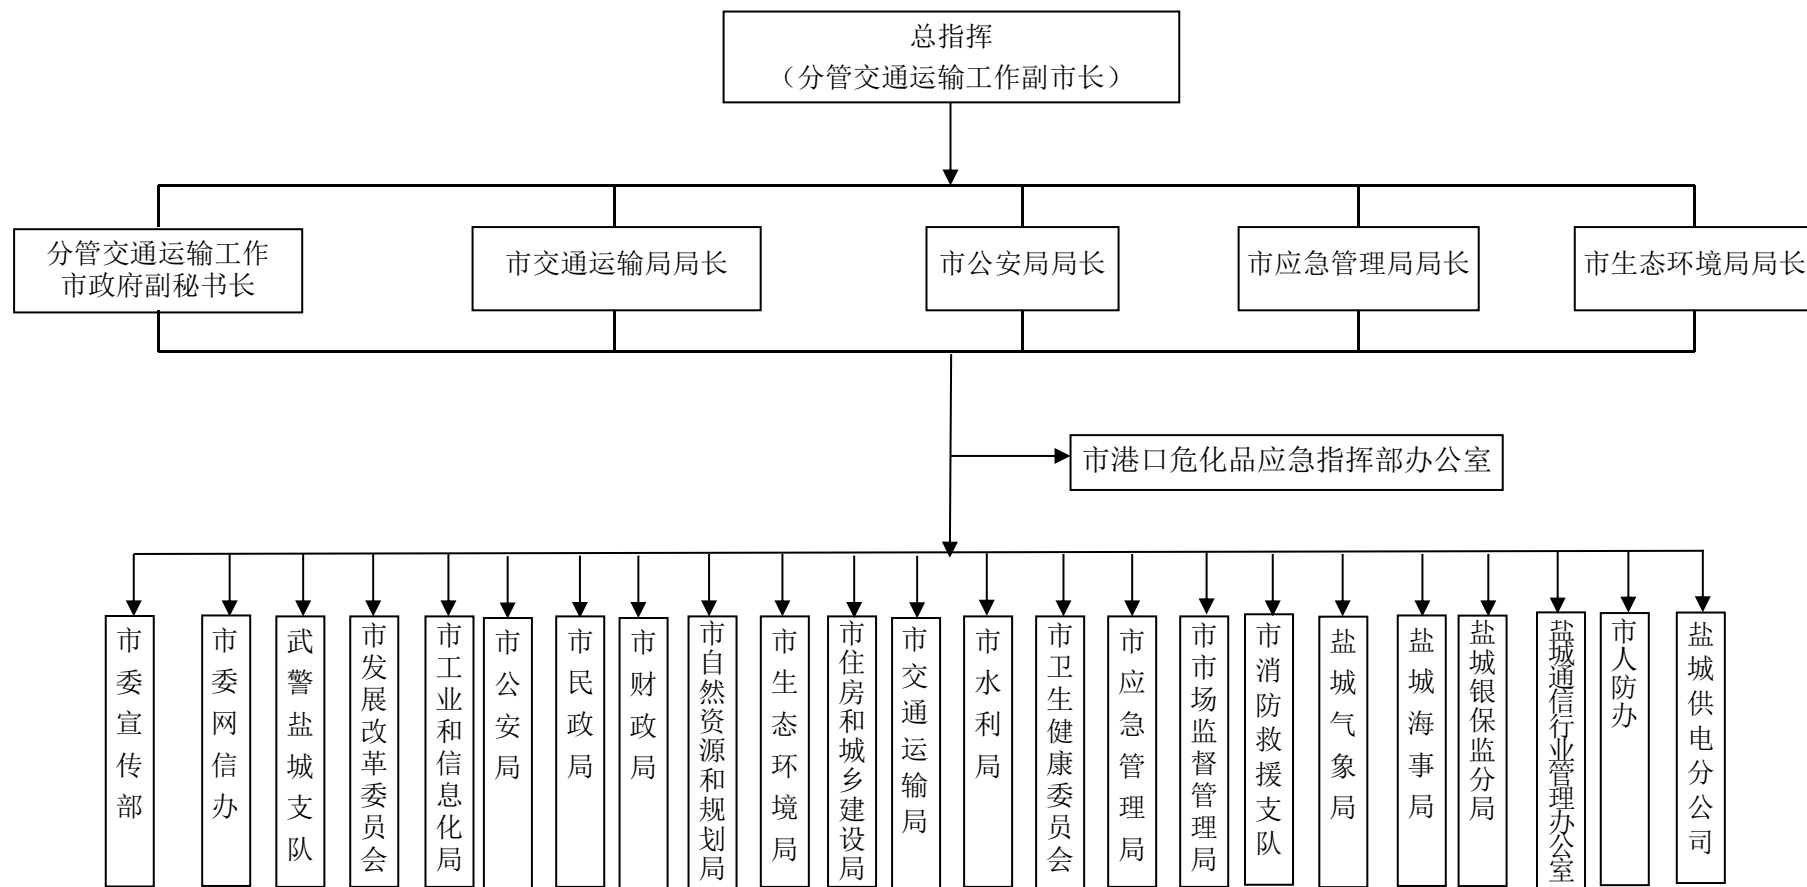 总指挥
（分管交通运输工作副市长）
分管交通运输工作
市政府副秘书长
市交通运输局局长
市公安局局长
市应急管理局局长
市生态环境局局长
市港口危化品应急指挥部办公室
市委宣传部
市委网信办
武警盐城支队
市发展改革委员会
市工业和信息化局
市公安局
市民政局
市财政局
市自然资源和规划局
市生态环境局
市住房和城乡建设局
市交通运输局
市水利局
市卫生健康委员会
市应急管理局
市市场监督管理局
市消防救援支队
盐城气象局
盐城海事局
盐城银保监分局
盐城通信行业管理办公室
市人防办
盐城供电分公司